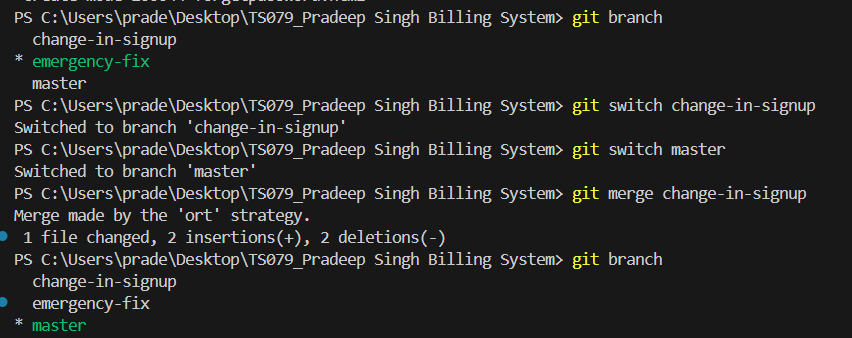 PS C:\Users\prade\Desktop\TS079_Pradeep Singh Billing System> git branch
  change-in-signup
* emergency-fix
  master
PS C:\Users\prade\Desktop\TS079_Pradeep Singh Billing System> git switch change-in-signup
Switched to branch 'change-in-signup'
PS C:\Users\prade\Desktop\TS079_Pradeep Singh Billing System> git switch master
Switched to branch 'master'
PS C:\Users\prade\Desktop\TS079_Pradeep Singh Billing System> git merge change-in-signup
Merge made by the 'ort' strategy.
 1 file changed, 2 insertions(+), 2 deletions(-)
PS C:\Users\prade\Desktop\TS079_Pradeep Singh Billing System> git branch
  change-in-signup
  emergency-fix
* master